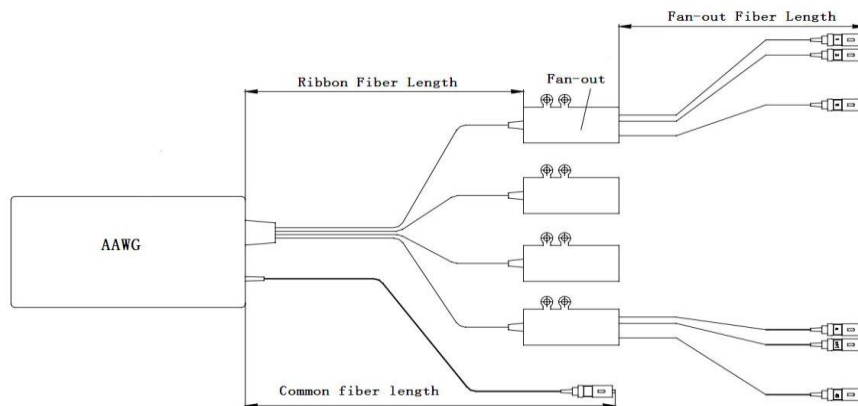 Fan-out Fiber Length
Ribbon Fiber Length
Fan-out
AAWG
Common fiber length